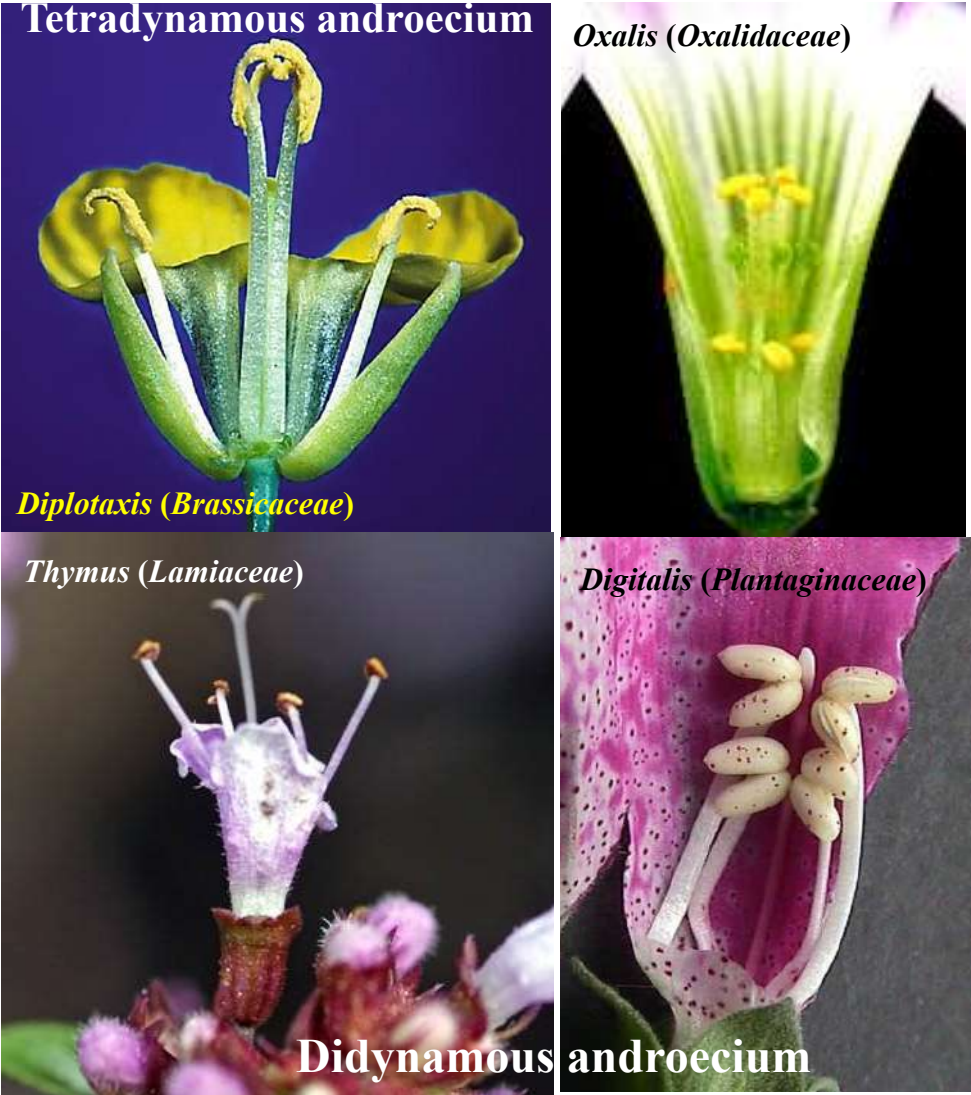 Tetradynamous androecium
Oxalis (Oxalidaceae)
Diplotaxis (Brassicaceae)
Thymus (Lamiaceae)
Digitalis (Plantaginaceae)
Didynamous androecium